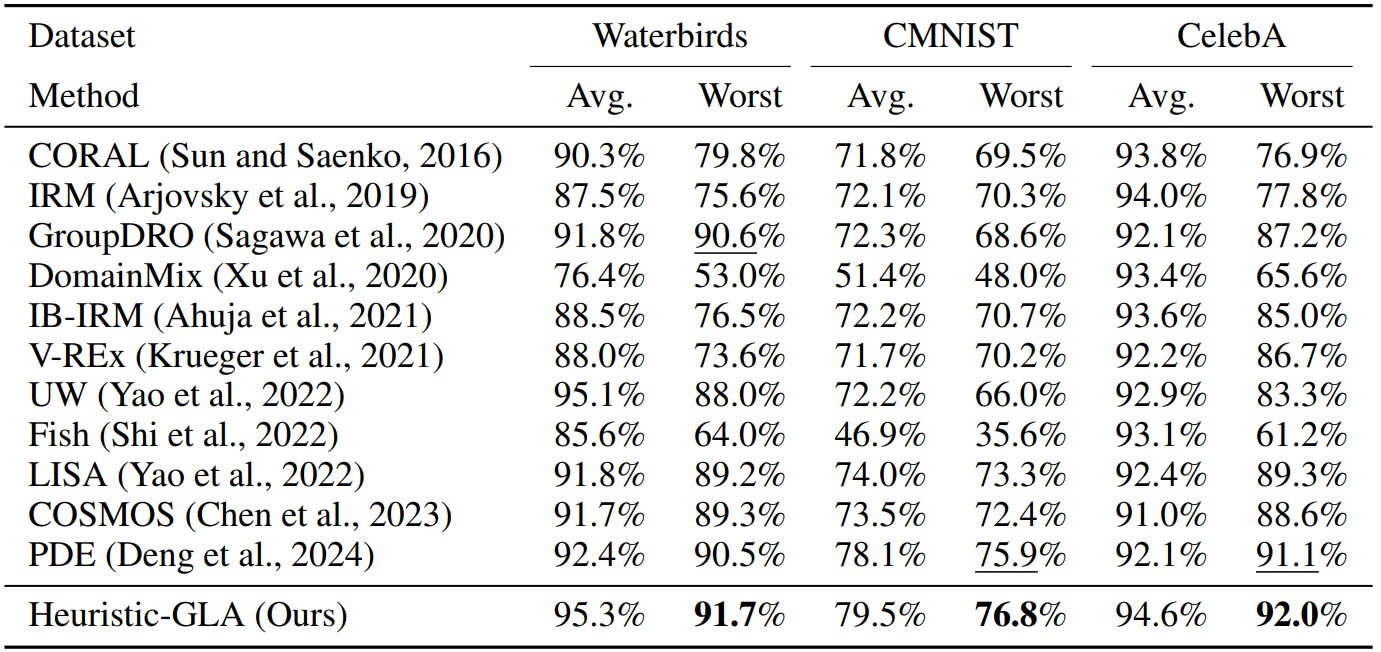 Dataset Waterbirds CMNIST CelebA
Method Avg. Worst Avg. Worst Avg. Worst
CORAL (Sun and Saenko, 2016) 90.3% 79.8% 71.8% 69.5% 93.8% 76.9%
IRM (Arjovsky et al., 2019) 87.5% 75.6% 72.1% 70.3% 94.0% 77.8%
GroupDRO (Sagawa et al., 2020) 91.8% 90.6% 72.3% 68.6% 92.1% 87.2%
DomainMix (Xu et al., 2020) 76.4% 53.0% 51.4% 48.0% 93.4% 65.6%
IB-IRM (Ahuja et al., 2021) 88.5% 76.5% 72.2% 70.7% 93.6% 85.0%
V-REx (Krueger et al., 2021) 88.0% 73.6% 71.7% 70.2% 92.2% 86.7%
UW (Yao et al., 2022) 95.1% 88.0% 72.2% 66.0% 92.9% 83.3%
Fish (Shi et al., 2022) 85.6% 64.0% 46.9% 35.6% 93.1% 61.2%
LISA (Yao et al., 2022) 91.8% 89.2% 74.0% 73.3% 92.4% 89.3%
COSMOS (Chen et al., 2023) 91.7% 89.3% 73.5% 72.4% 91.0% 88.6%
PDE (Deng et al., 2024) 92.4% 90.5% 78.1% 75.9% 92.1% 91.1%
Heuristic-GLA (Ours) 95.3% 91.7% 79.5% 76.8% 94.6% 92.0%